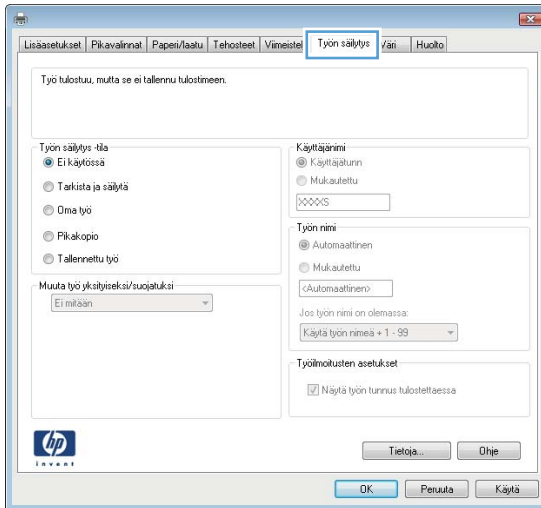 Lisäasetukset Pikavalinnat Paperi/laatu Tehosteet Viimeistel Työn säilytys Väri Huolto
Työ tulostuu, mutta se ei tallennu tulostimeen.
Työn säilytys -tila
Ei käytössä
Tarkista ja säilytä
Oma työ
Pikakopio
Tallennettu työ
Muuta työ yksityiseksi/suojatuksi
Ei mitään
Käyttäjänimi
Käyttäjätunn
Mukautettu
XXXXS
Työn nimi
Automaattinen
Mukautettu
<Automaattinen>
Jos työn nimi on olemassa:
Käytä työn nimeä + 1 - 99
Työilmoitusten asetukset
Näytä työn tunnus tulostettaessa
hp
invent
Tietoja... Ohje
OK Peruuta Käytä